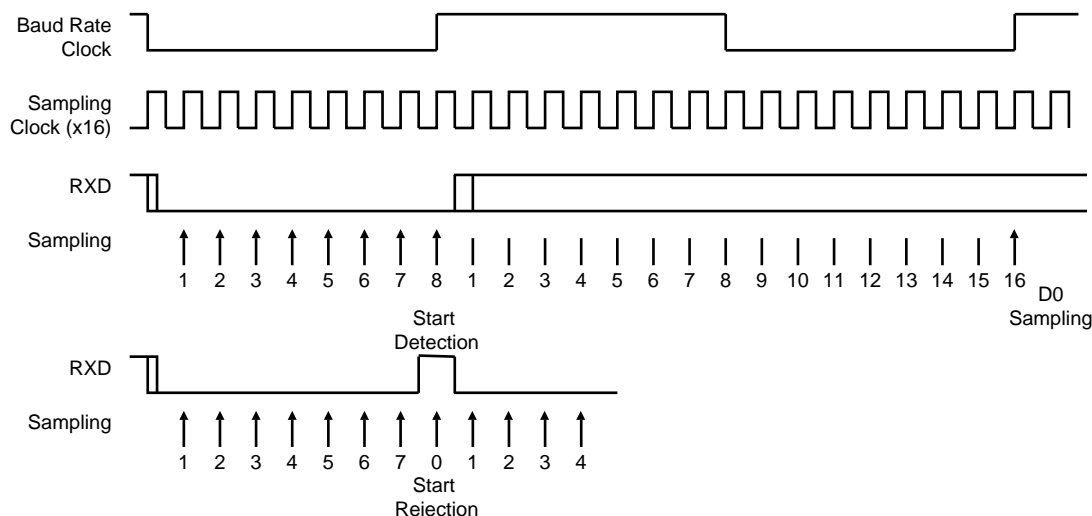 Baud Rate
Clock
Sampling
Clock (x16)
RXD
Sampling
1 2 3 4 5 6 7 8 1 2 3 4 5 6 7 8 9 10 11 12 13 14 15 16
D0
Sampling
Start
Detection
RXD
Sampling
1 2 3 4 5 6 7 0 1 2 3 4
Start
Rejection